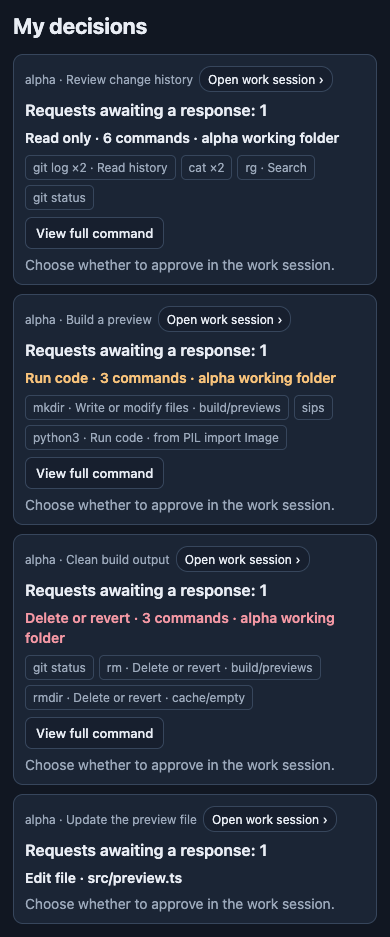 My decisions
alpha · Review change history Open work session ›
Requests awaiting a response: 1
Read only · 6 commands · alpha working folder
git log ×2 · Read history cat ×2 rg · Search
git status
View full command
Choose whether to approve in the work session.
alpha · Build a preview Open work session ›
Requests awaiting a response: 1
Run code · 3 commands · alpha working folder
mkdir · Write or modify files · build/previews sips
python3 · Run code · from PIL import Image
View full command
Choose whether to approve in the work session.
alpha · Clean build output Open work session ›
Requests awaiting a response: 1
Delete or revert · 3 commands · alpha working
folder
git status rm · Delete or revert · build/previews
rmdir · Delete or revert · cache/empty
View full command
Choose whether to approve in the work session.
alpha · Update the preview file Open work session ›
Requests awaiting a response: 1
Edit file · src/preview.ts
Choose whether to approve in the work session.